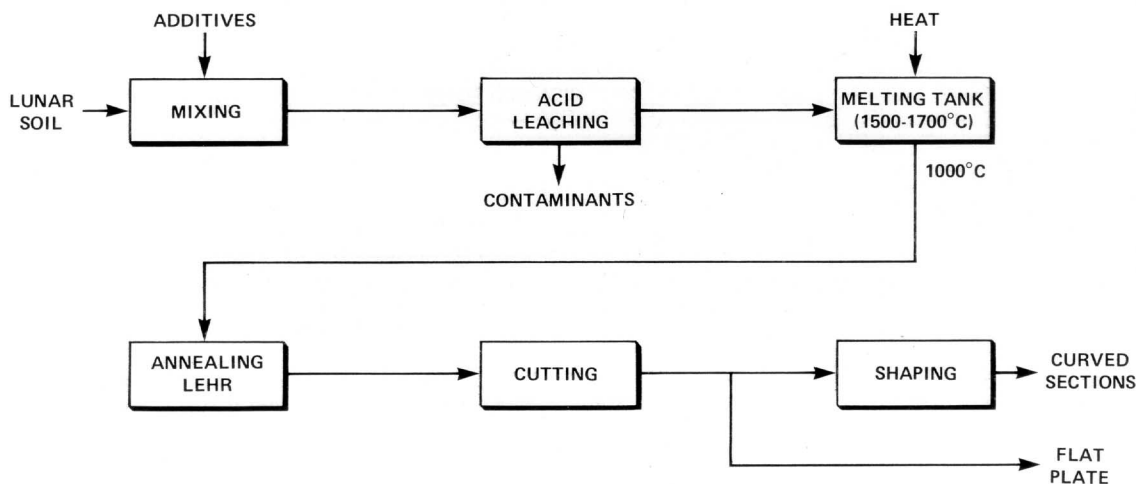 ADDITIVES
HEAT
LUNAR
SOIL
MIXING
ACID
LEACHING
MELTING TANK
(1500-1700°C)
1000°C
CONTAMINANTS
ANNEALING
LEHR
CUTTING
SHAPING
CURVED
SECTIONS
FLAT
PLATE